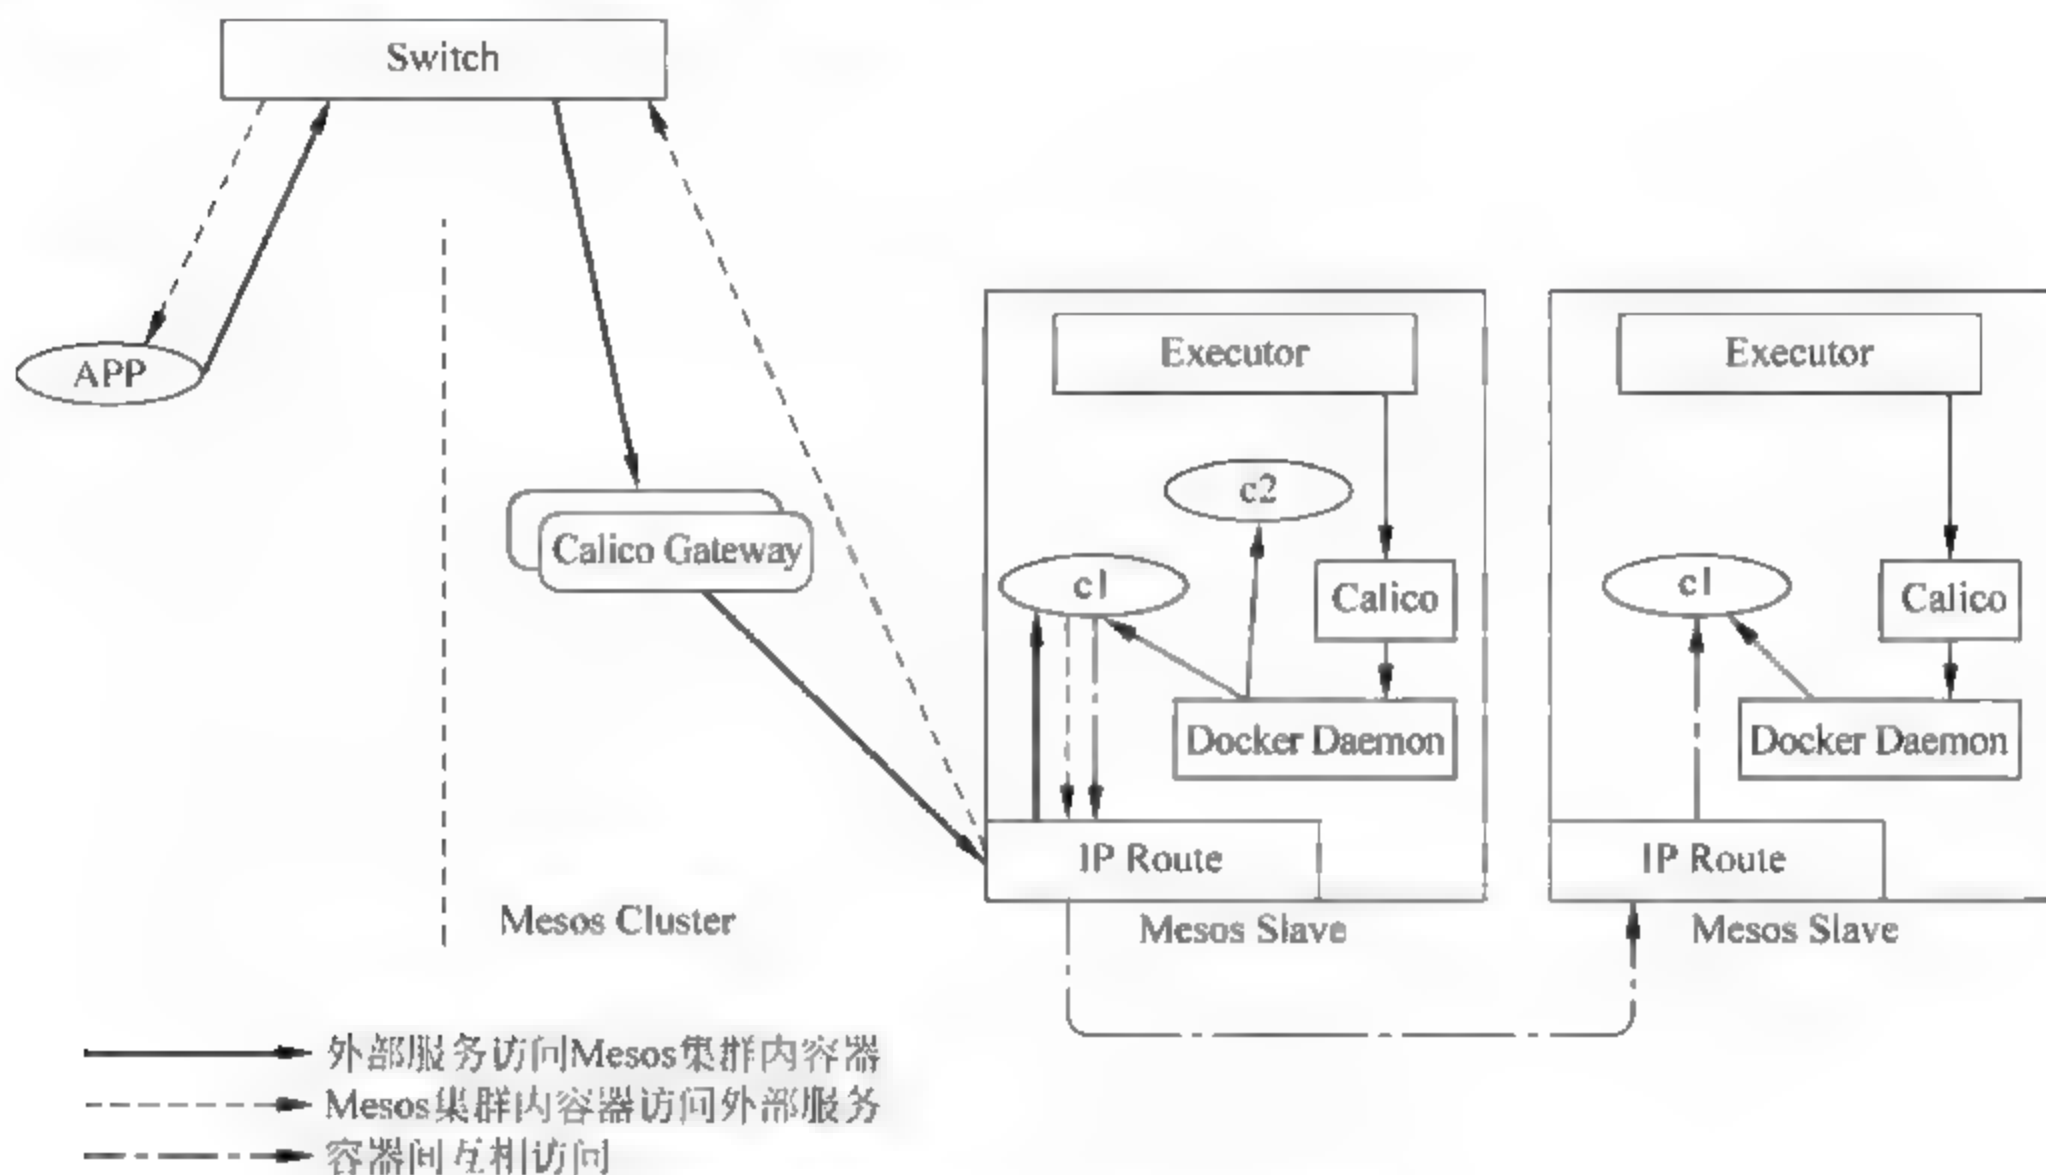 Switch
APP
Calico Gateway
Mesos Cluster
Executor
c2
c1
Calico
Docker Daemon
IP Route
Mesos Slave
Executor
c1
Calico
Docker Daemon
IP Route
Mesos Slave
外部服务访问Mesos集群内容器
Mesos集群内容器访问外部服务
容器间互相访问